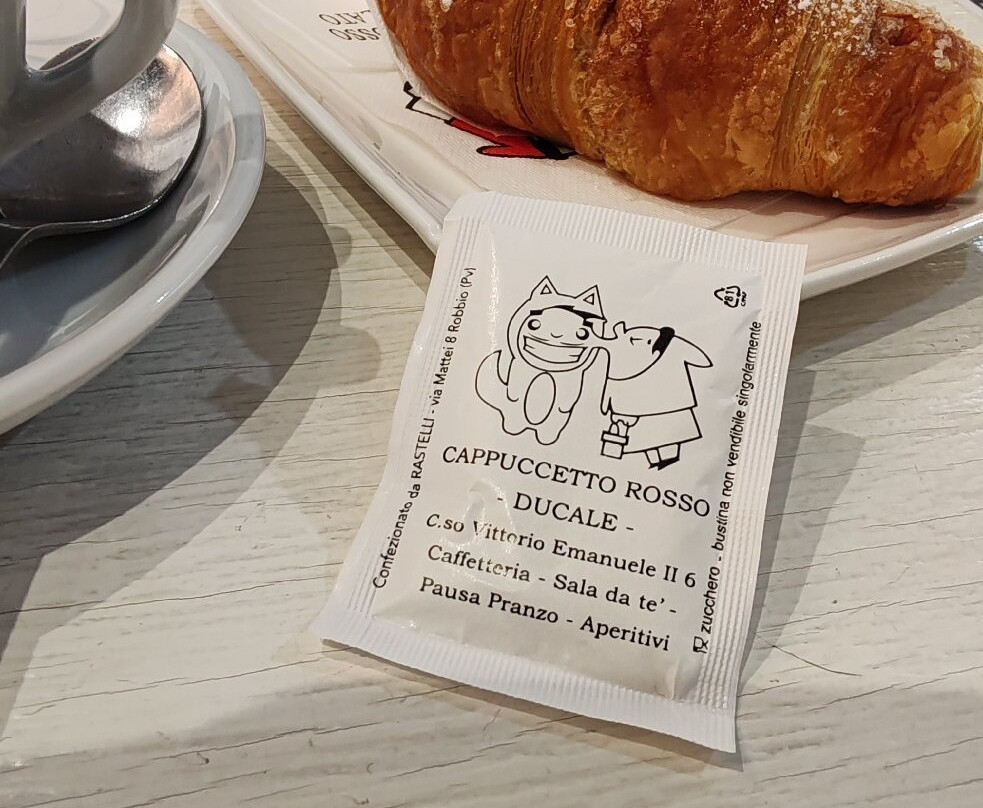 CAPPUCCETTO ROSSO
- DUCALE -
C.so Vittorio Emanuele II 6
Caffetteria - Sala da te' -
Pausa Pranzo - Aperitivi
Confezionato da RASTELLI - via Mattei 8 Robbio (Pv)
zucchero - bustina non vendibile singolarmente
81